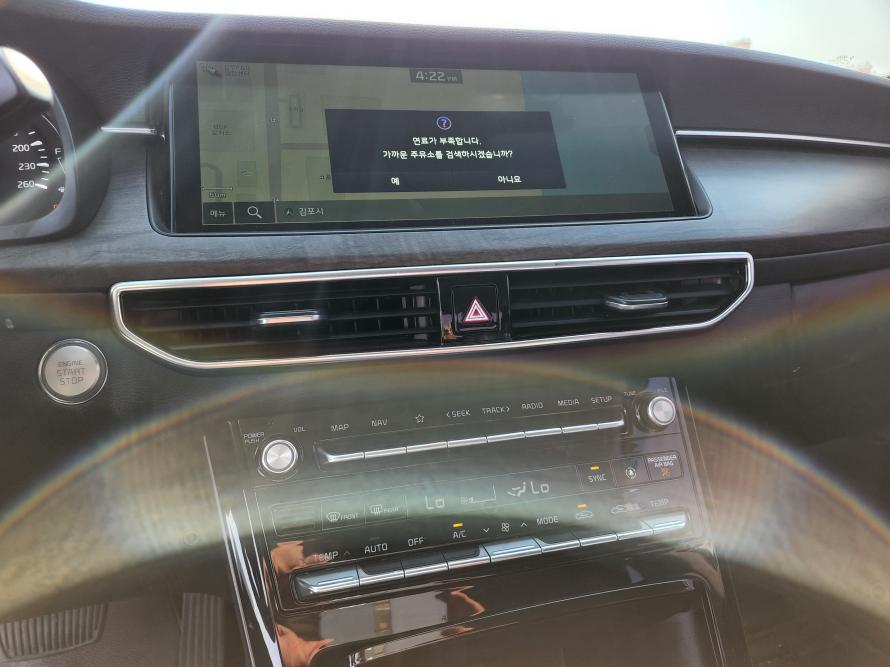 4:22 PM
연료가 부족합니다.
가까운 주유소를 검색하시겠습니까?
예
아니요
메뉴
김포시
200
230
260
F
ENGINE
START
STOP
POWER
PUSH
VOL
MAP
NAV
< SEEK
TRACK >
RADIO
MEDIA
SETUP
TUNE
FILE
SYNC
PASSENGER
AIR BAG
FRONT
REAR
Lo
Lo
TEMP
AUTO
OFF
A/C
MODE
TEMP